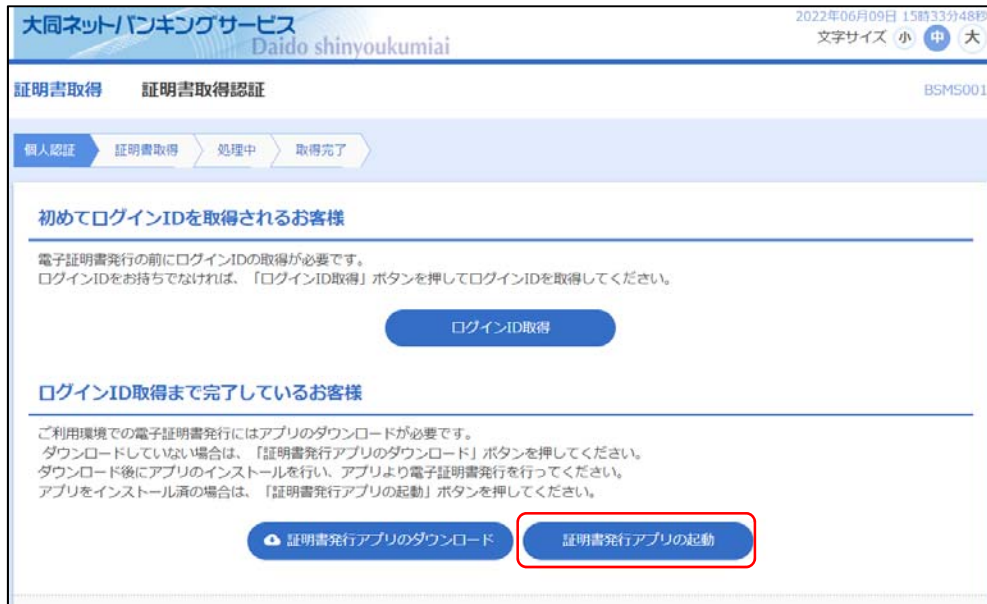 大同ネットバンキングサービス
Daido shinyoukumiai
2022年06月09日 15時33分48秒
文字サイズ 小 中 大
証明書取得 証明書取得認証
BSMS001
個人認証 証明書取得 処理中 取得完了
初めてログインIDを取得されるお客様
電子証明書発行の前にログインIDの取得が必要です。
ログインIDをお持ちでなければ、「ログインID取得」ボタンを押してログインIDを取得してください。
ログインID取得
ログインID取得まで完了しているお客様
ご利用環境での電子証明書発行にはアプリのダウンロードが必要です。
ダウンロードしていない場合は、「証明書発行アプリのダウンロード」ボタンを押してください。
ダウンロード後にアプリのインストールを行い、アプリより電子証明書発行を行ってください。
アプリをインストール済の場合は、「証明書発行アプリの起動」ボタンを押してください。
証明書発行アプリのダウンロード 証明書発行アプリの起動